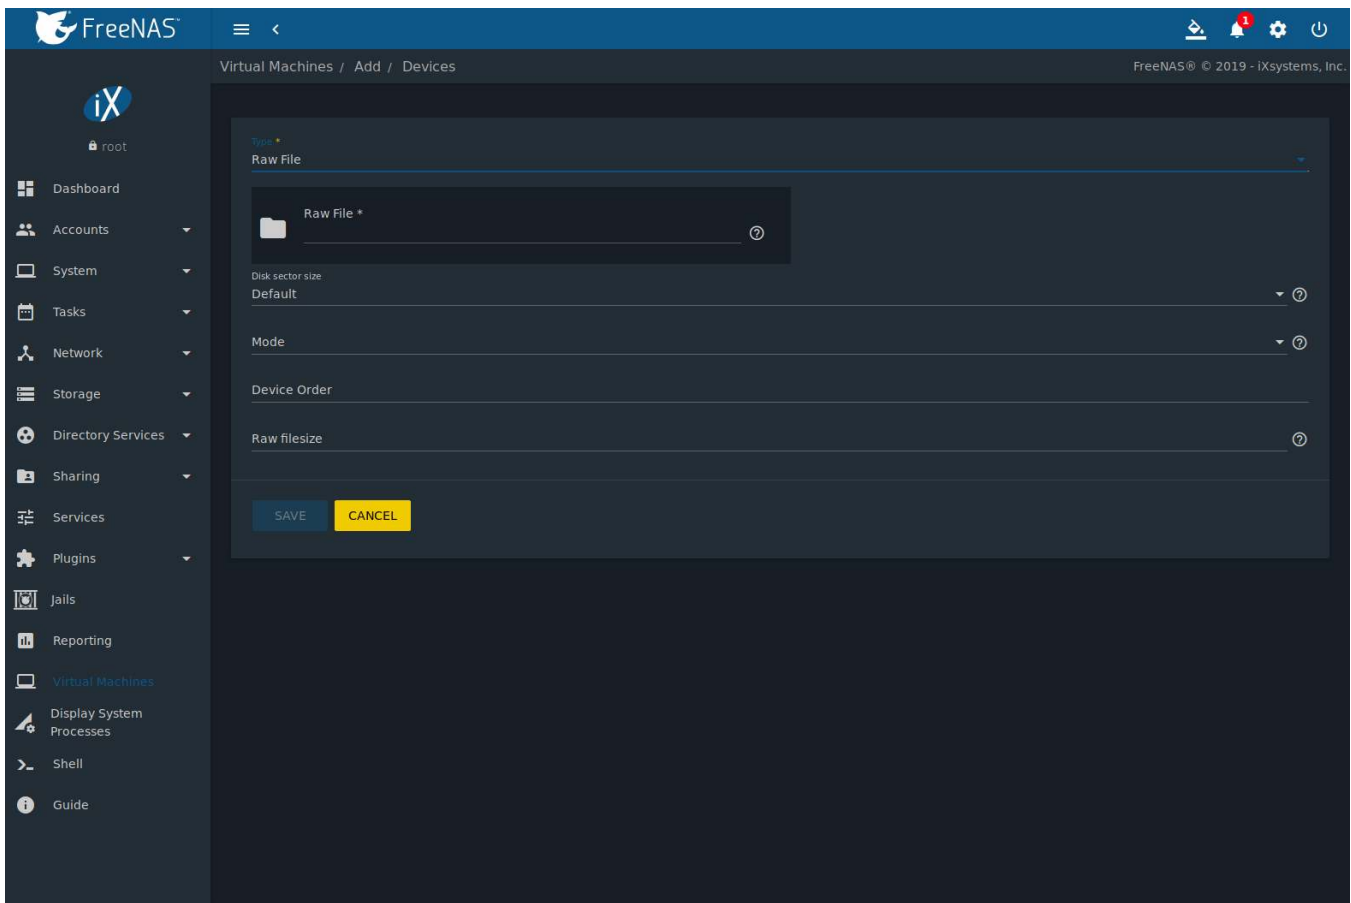 FreeNAS
1
Virtual Machines / Add / Devices
FreeNAS® © 2019 - iXsystems, Inc.
iX
root
Dashboard
Accounts
System
Tasks
Network
Storage
Directory Services
Sharing
Services
Plugins
Jails
Reporting
Virtual Machines
Display System
Processes
Shell
Guide
Type *
Raw File
Raw File *
Disk sector size
Default
Mode
Device Order
Raw filesize
SAVE
CANCEL